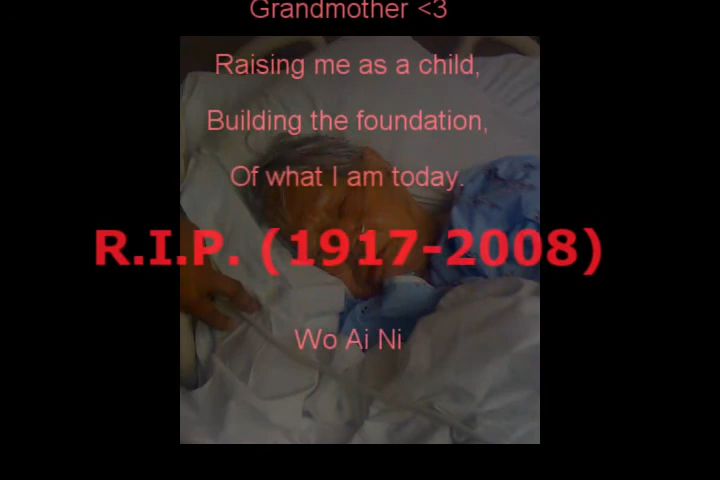 Grandmother <3
Raising me as a child,
Building the foundation,
Of what I am today.
R.I.P. (1917-2008)
Wo Ai Ni